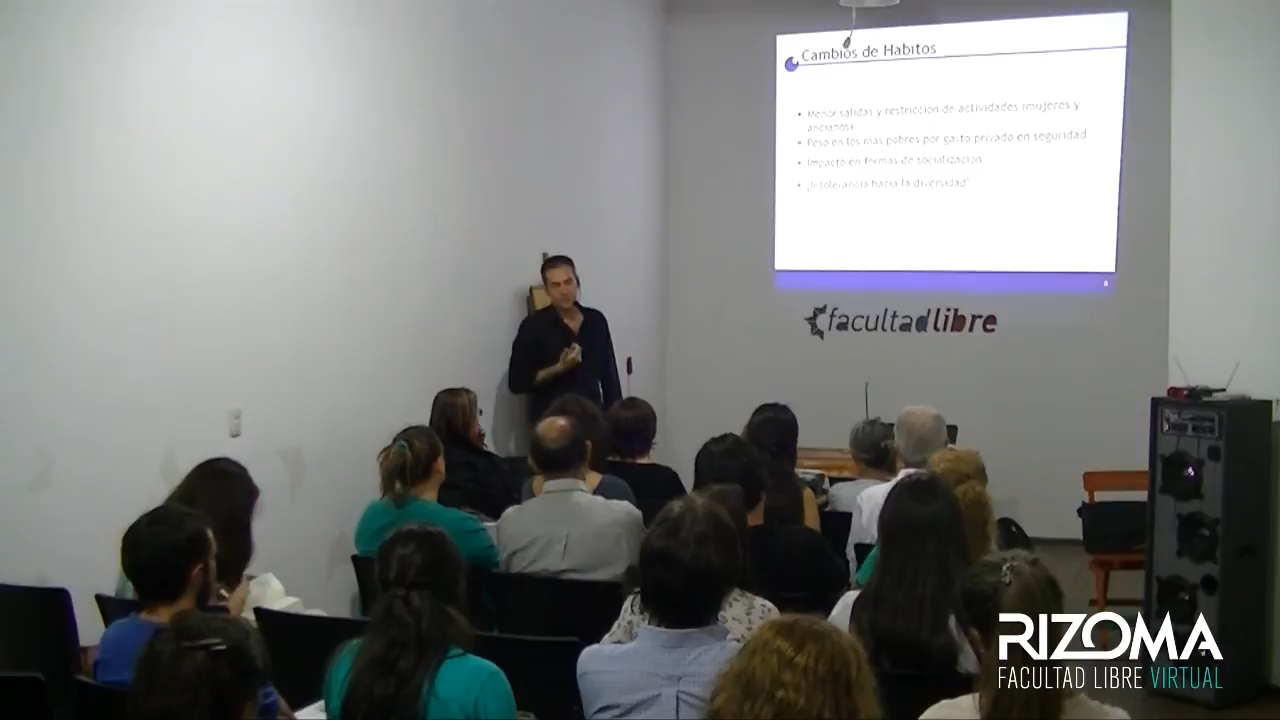 Cambios de Habitos
• Menor salidas y restriccion de actividades (mujeres y
ancianos)
• Peso en los mas pobres por gasto privado en seguridad
• Impacto en formas de socializacion
• ¿Intolerancia hacia la diversidad?
8
facultadlibre
RIZOMA
FACULTAD LIBRE VIRTUAL